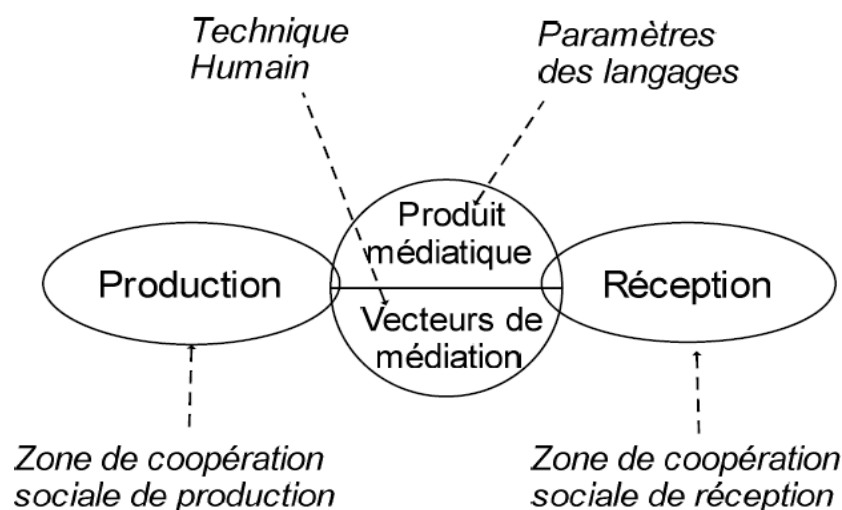 Technique
Humain
Paramètres
des langages
Produit
médiatique
Production
Réception
Vecteurs de
médiation
Zone de coopération
sociale de production
Zone de coopération
sociale de réception